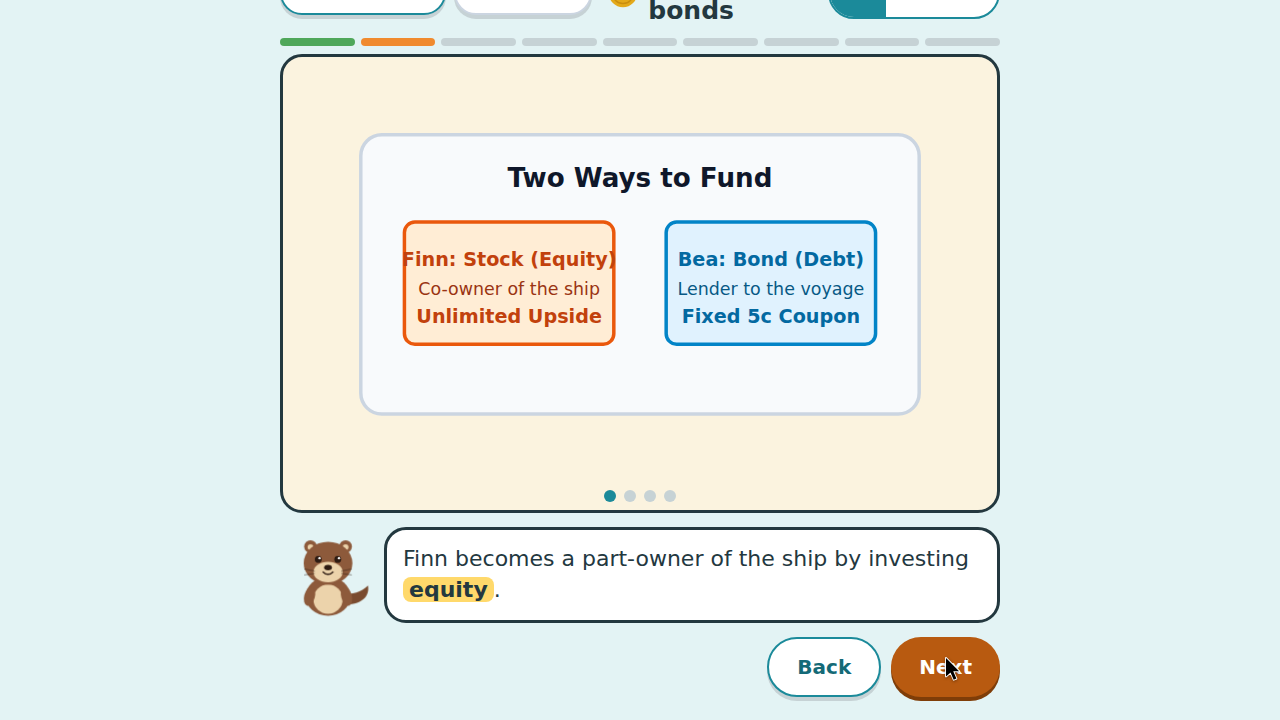 bonds
Two Ways to Fund
Finn: Stock (Equity)
Co-owner of the ship
Unlimited Upside
Bea: Bond (Debt)
Lender to the voyage
Fixed 5c Coupon
Finn becomes a part-owner of the ship by investing
equity.
Back
Next